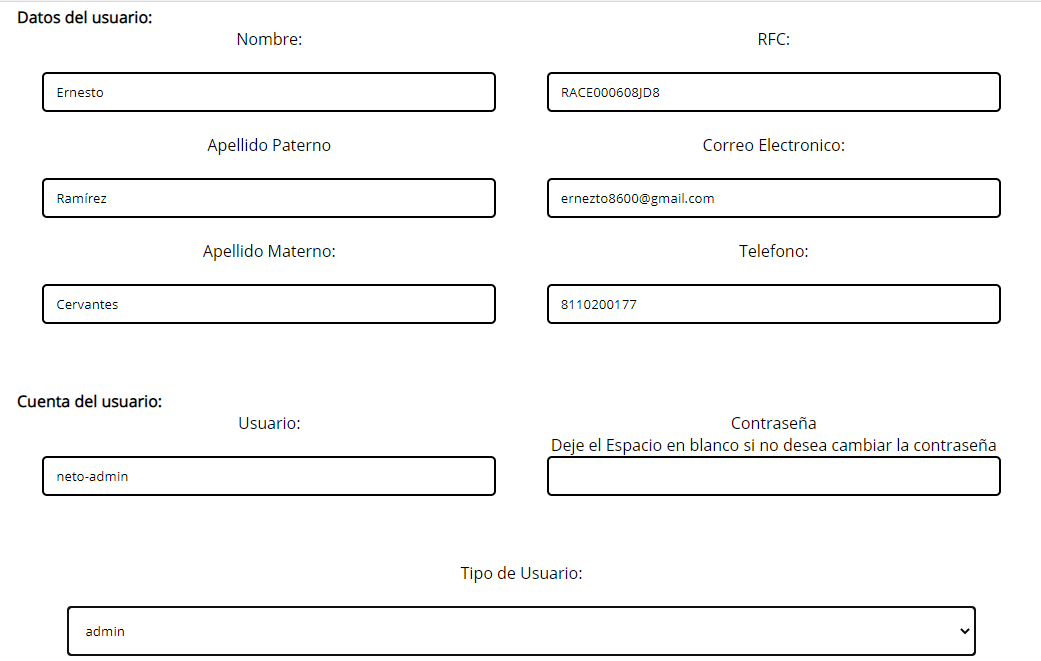 Datos del usuario:
Nombre:
RFC:
Ernesto
RACE000608JD8
Apellido Paterno
Correo Electronico:
Ramírez
ernezto8600@gmail.com
Apellido Materno:
Telefono:
Cervantes
8110200177
Cuenta del usuario:
Usuario:
Contraseña
Deje el Espacio en blanco si no desea cambiar la contraseña
neto-admin
Tipo de Usuario:
admin